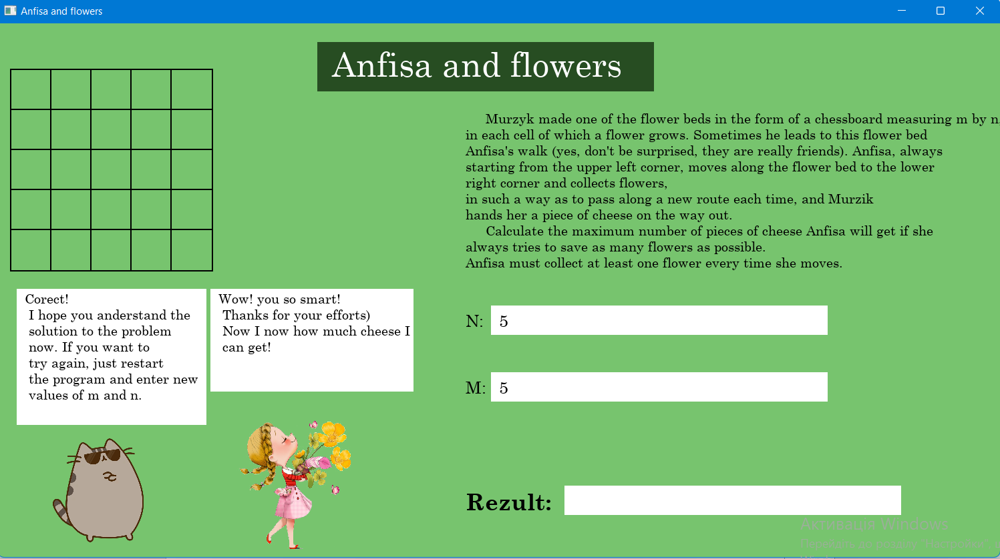 Anfisa and flowers
Anfisa and flowers
Murzyk made one of the flower beds in the form of a chessboard measuring m by n,
in each cell of which a flower grows. Sometimes he leads to this flower bed
Anfisa's walk (yes, don't be surprised, they are really friends). Anfisa, always
starting from the upper left corner, moves along the flower bed to the lower
right corner and collects flowers,
in such a way as to pass along a new route each time, and Murzik
hands her a piece of cheese on the way out.
Calculate the maximum number of pieces of cheese Anfisa will get if she
always tries to save as many flowers as possible.
Anfisa must collect at least one flower every time she moves.
Corect!
I hope you anderstand the
solution to the problem
now. If you want to
try again, just restart
the program and enter new
values of m and n.
Wow! you so smart!
Thanks for your efforts)
Now I now how much cheese I
can get!
N: 5
M: 5
Rezult:
Активація Windows